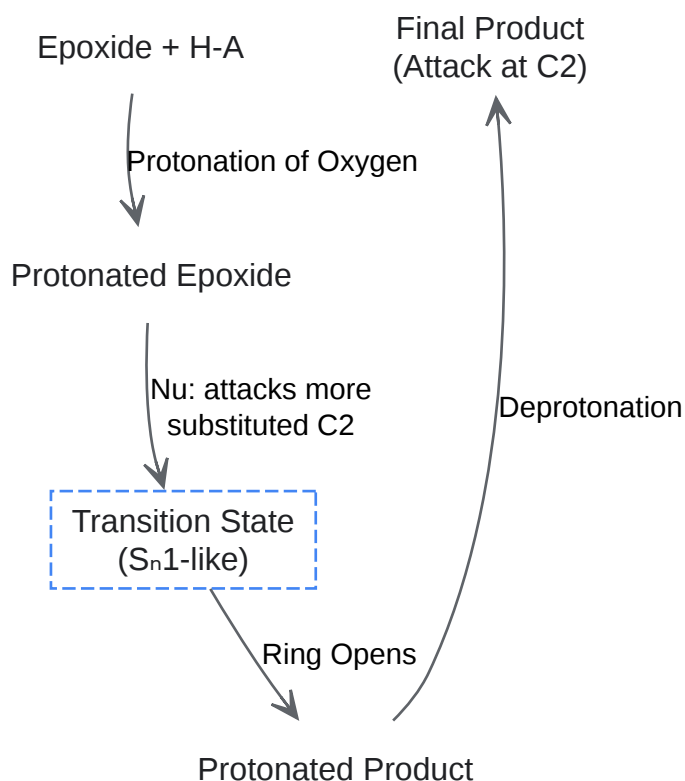 Epoxide + H-A
Final Product
(Attack at C2)
Protonation of Oxygen
Protonated Epoxide
Nu: attacks more
substituted C2
Deprotonation
Transition State
(Sₙ1-like)
Ring Opens
Protonated Product